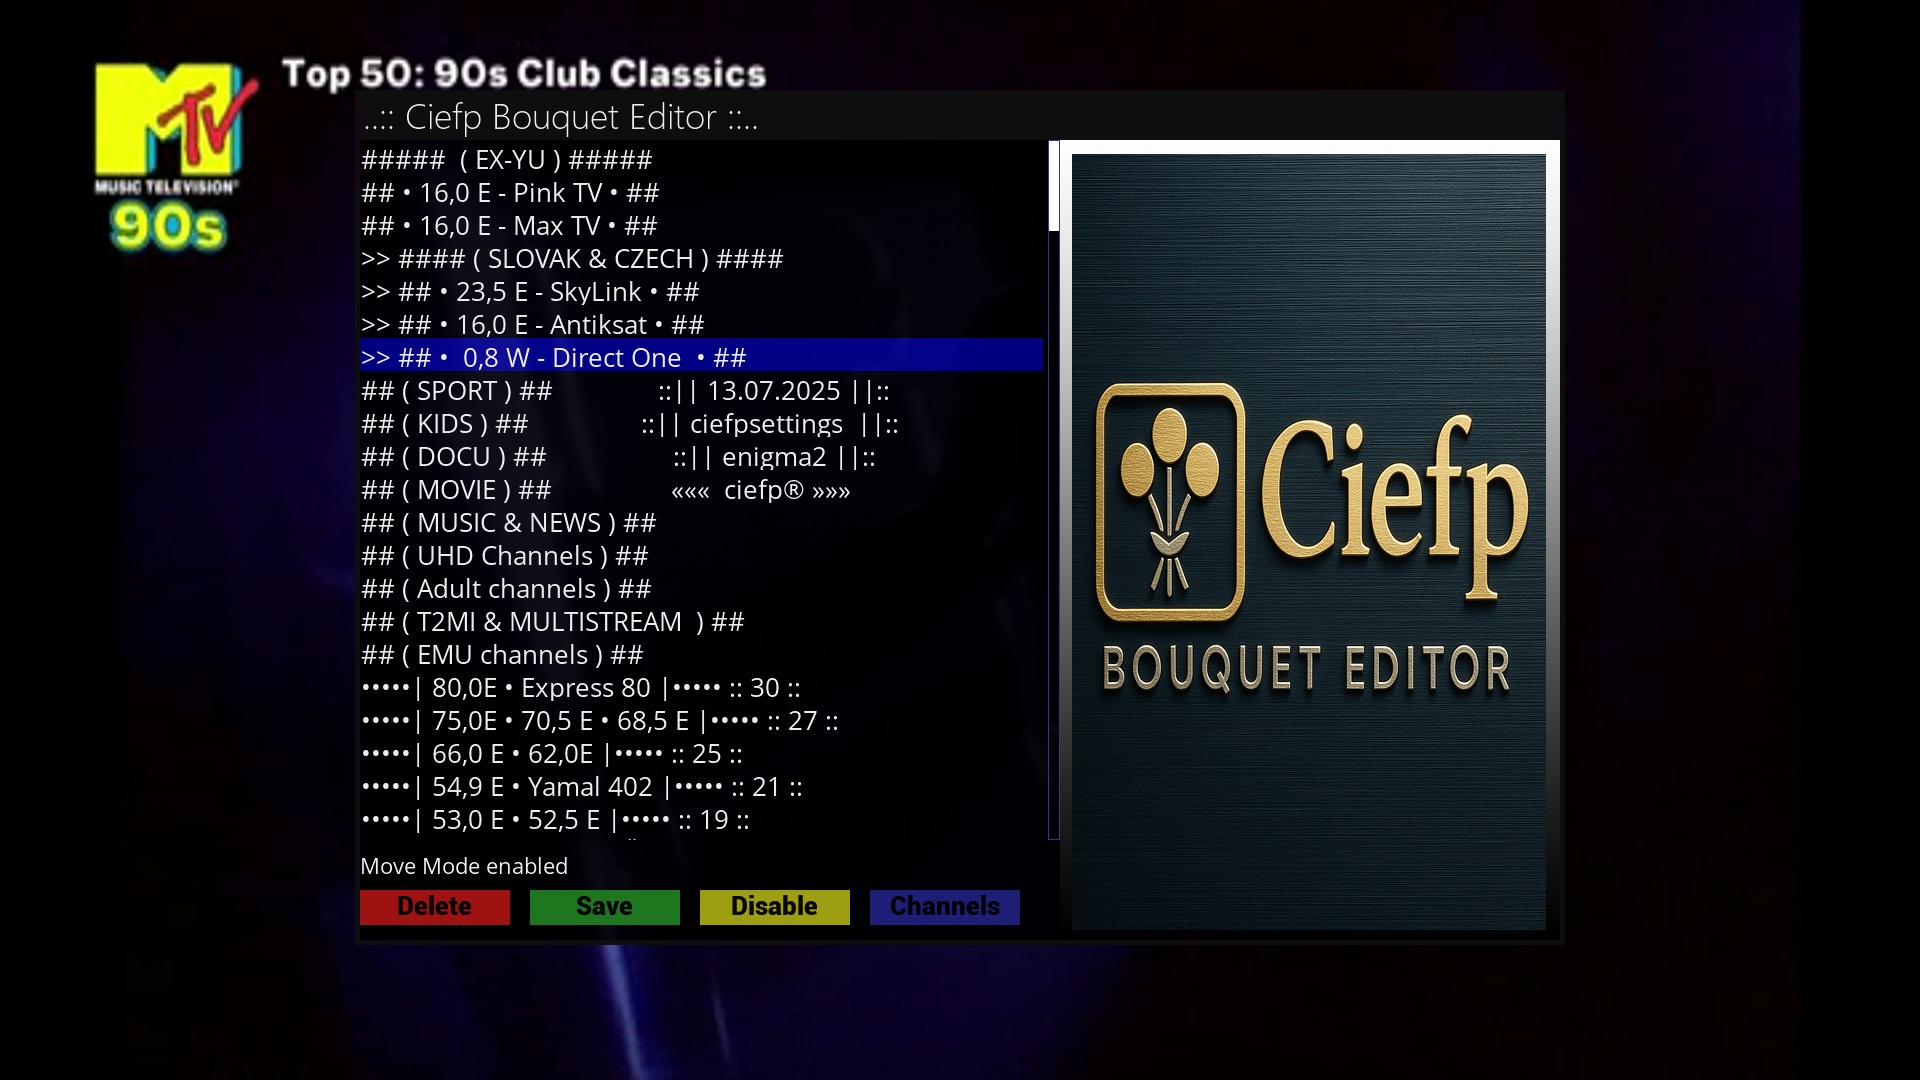 Top 50: 90s Club Classics
MTV
MUSIC TELEVISION®
90s
..:: Ciefp Bouquet Editor ::..
##### ( EX-YU ) #####
## • 16,0 E - Pink TV • ##
## • 16,0 E - Max TV • ##
>> #### ( SLOVAK & CZECH ) ####
>> ## • 23,5 E - SkyLink • ##
>> ## • 16,0 E - Antiksat • ##
>> ## • 0,8 W - Direct One • ##
## ( SPORT ) ## ::|| 13.07.2025 ||::
## ( KIDS ) ## ::|| ciefpsettings ||::
## ( DOCU ) ## ::|| enigma2 ||::
## ( MOVIE ) ## ««« ciefp® »»»
## ( MUSIC & NEWS ) ##
## ( UHD Channels ) ##
## ( Adult channels ) ##
## ( T2MI & MULTISTREAM ) ##
## ( EMU channels ) ##
•••••| 80,0E • Express 80 |••••• :: 30 ::
•••••| 75,0E • 70,5 E • 68,5 E |••••• :: 27 ::
•••••| 66,0 E • 62,0E |••••• :: 25 ::
•••••| 54,9 E • Yamal 402 |••••• :: 21 ::
•••••| 53,0 E • 52,5 E |••••• :: 19 ::
Move Mode enabled
Delete Save Disable Channels
Ciefp
BOUQUET EDITOR